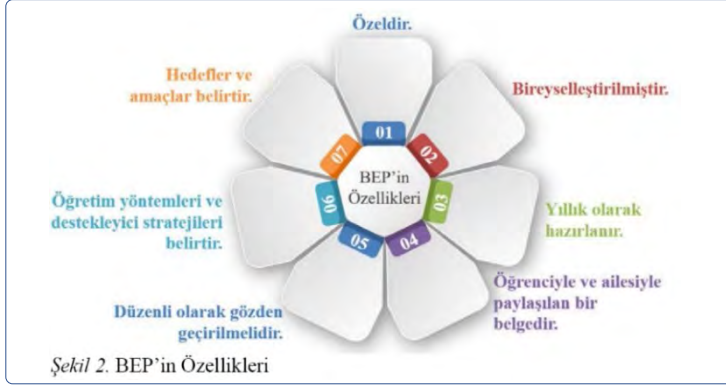 Özeldir.
Hedefler ve
amaçlar belirtir.
Bireyselleştirilmiştir.
01
07
02
BEP'in
Özellikleri
06
03
Öğretim yöntemleri ve
destekleyici stratejileri
belirtir.
Yıllık olarak
hazırlanır.
05
04
Öğrenciyle ve ailesiyle
paylaşılan bir
belgedir.
Düzenli olarak gözden
geçirilmelidir.
Şekil 2. BEP'in Özellikleri